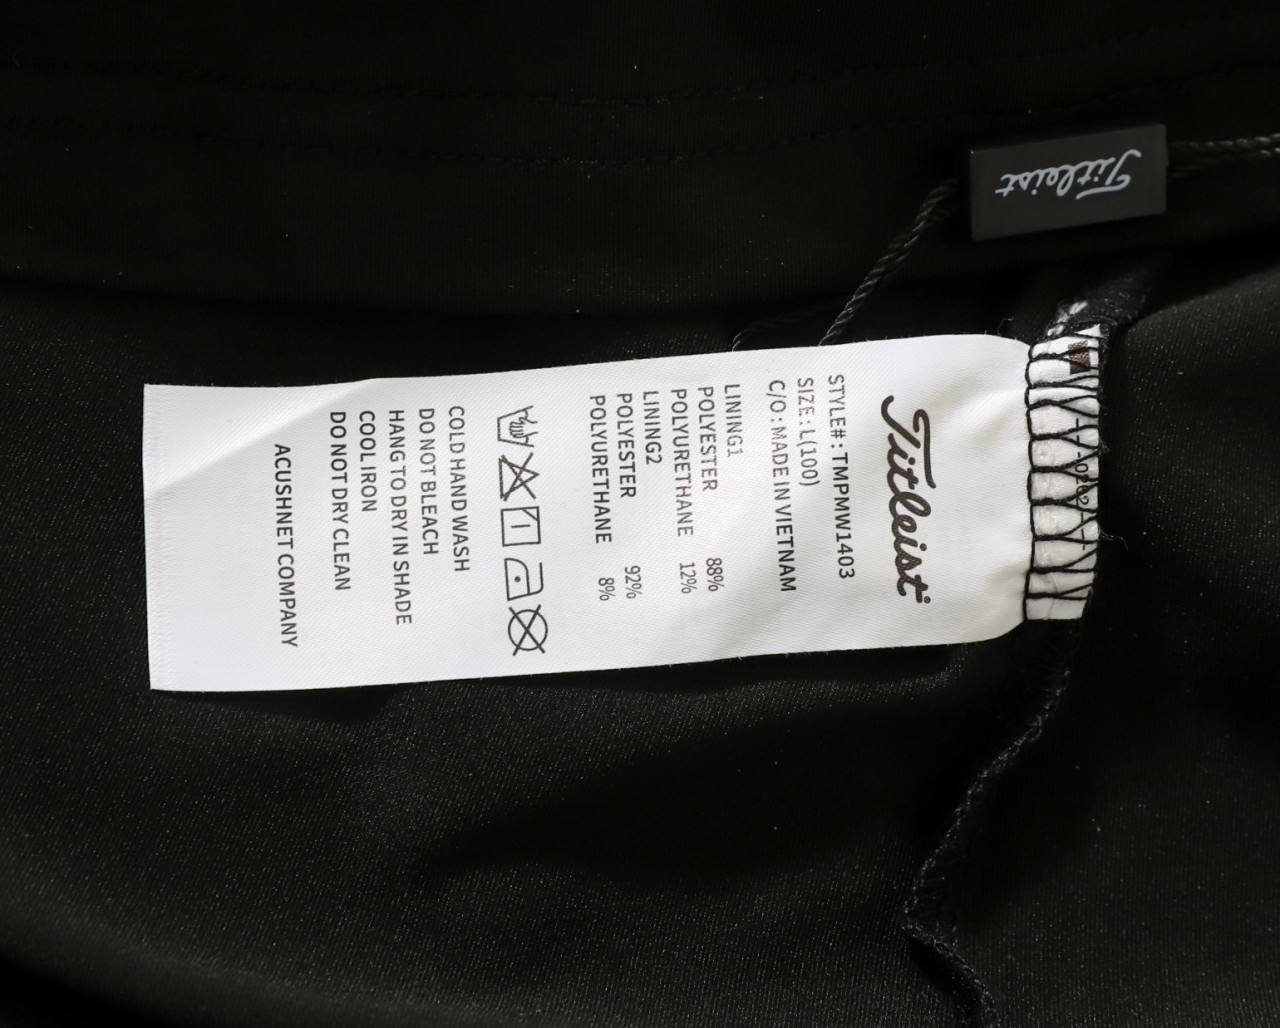 Titleist
Titleist
STYLE#: TMPMW1403
SIZE: L(100)
C/O: MADE IN VIETNAM
LINING1
POLYESTER 88%
POLYURETHANE 12%
LINING2
POLYESTER 92%
POLYURETHANE 8%
COLD HAND WASH
DO NOT BLEACH
HANG TO DRY IN SHADE
COOL IRON
DO NOT DRY CLEAN
ACUSHNET COMPANY